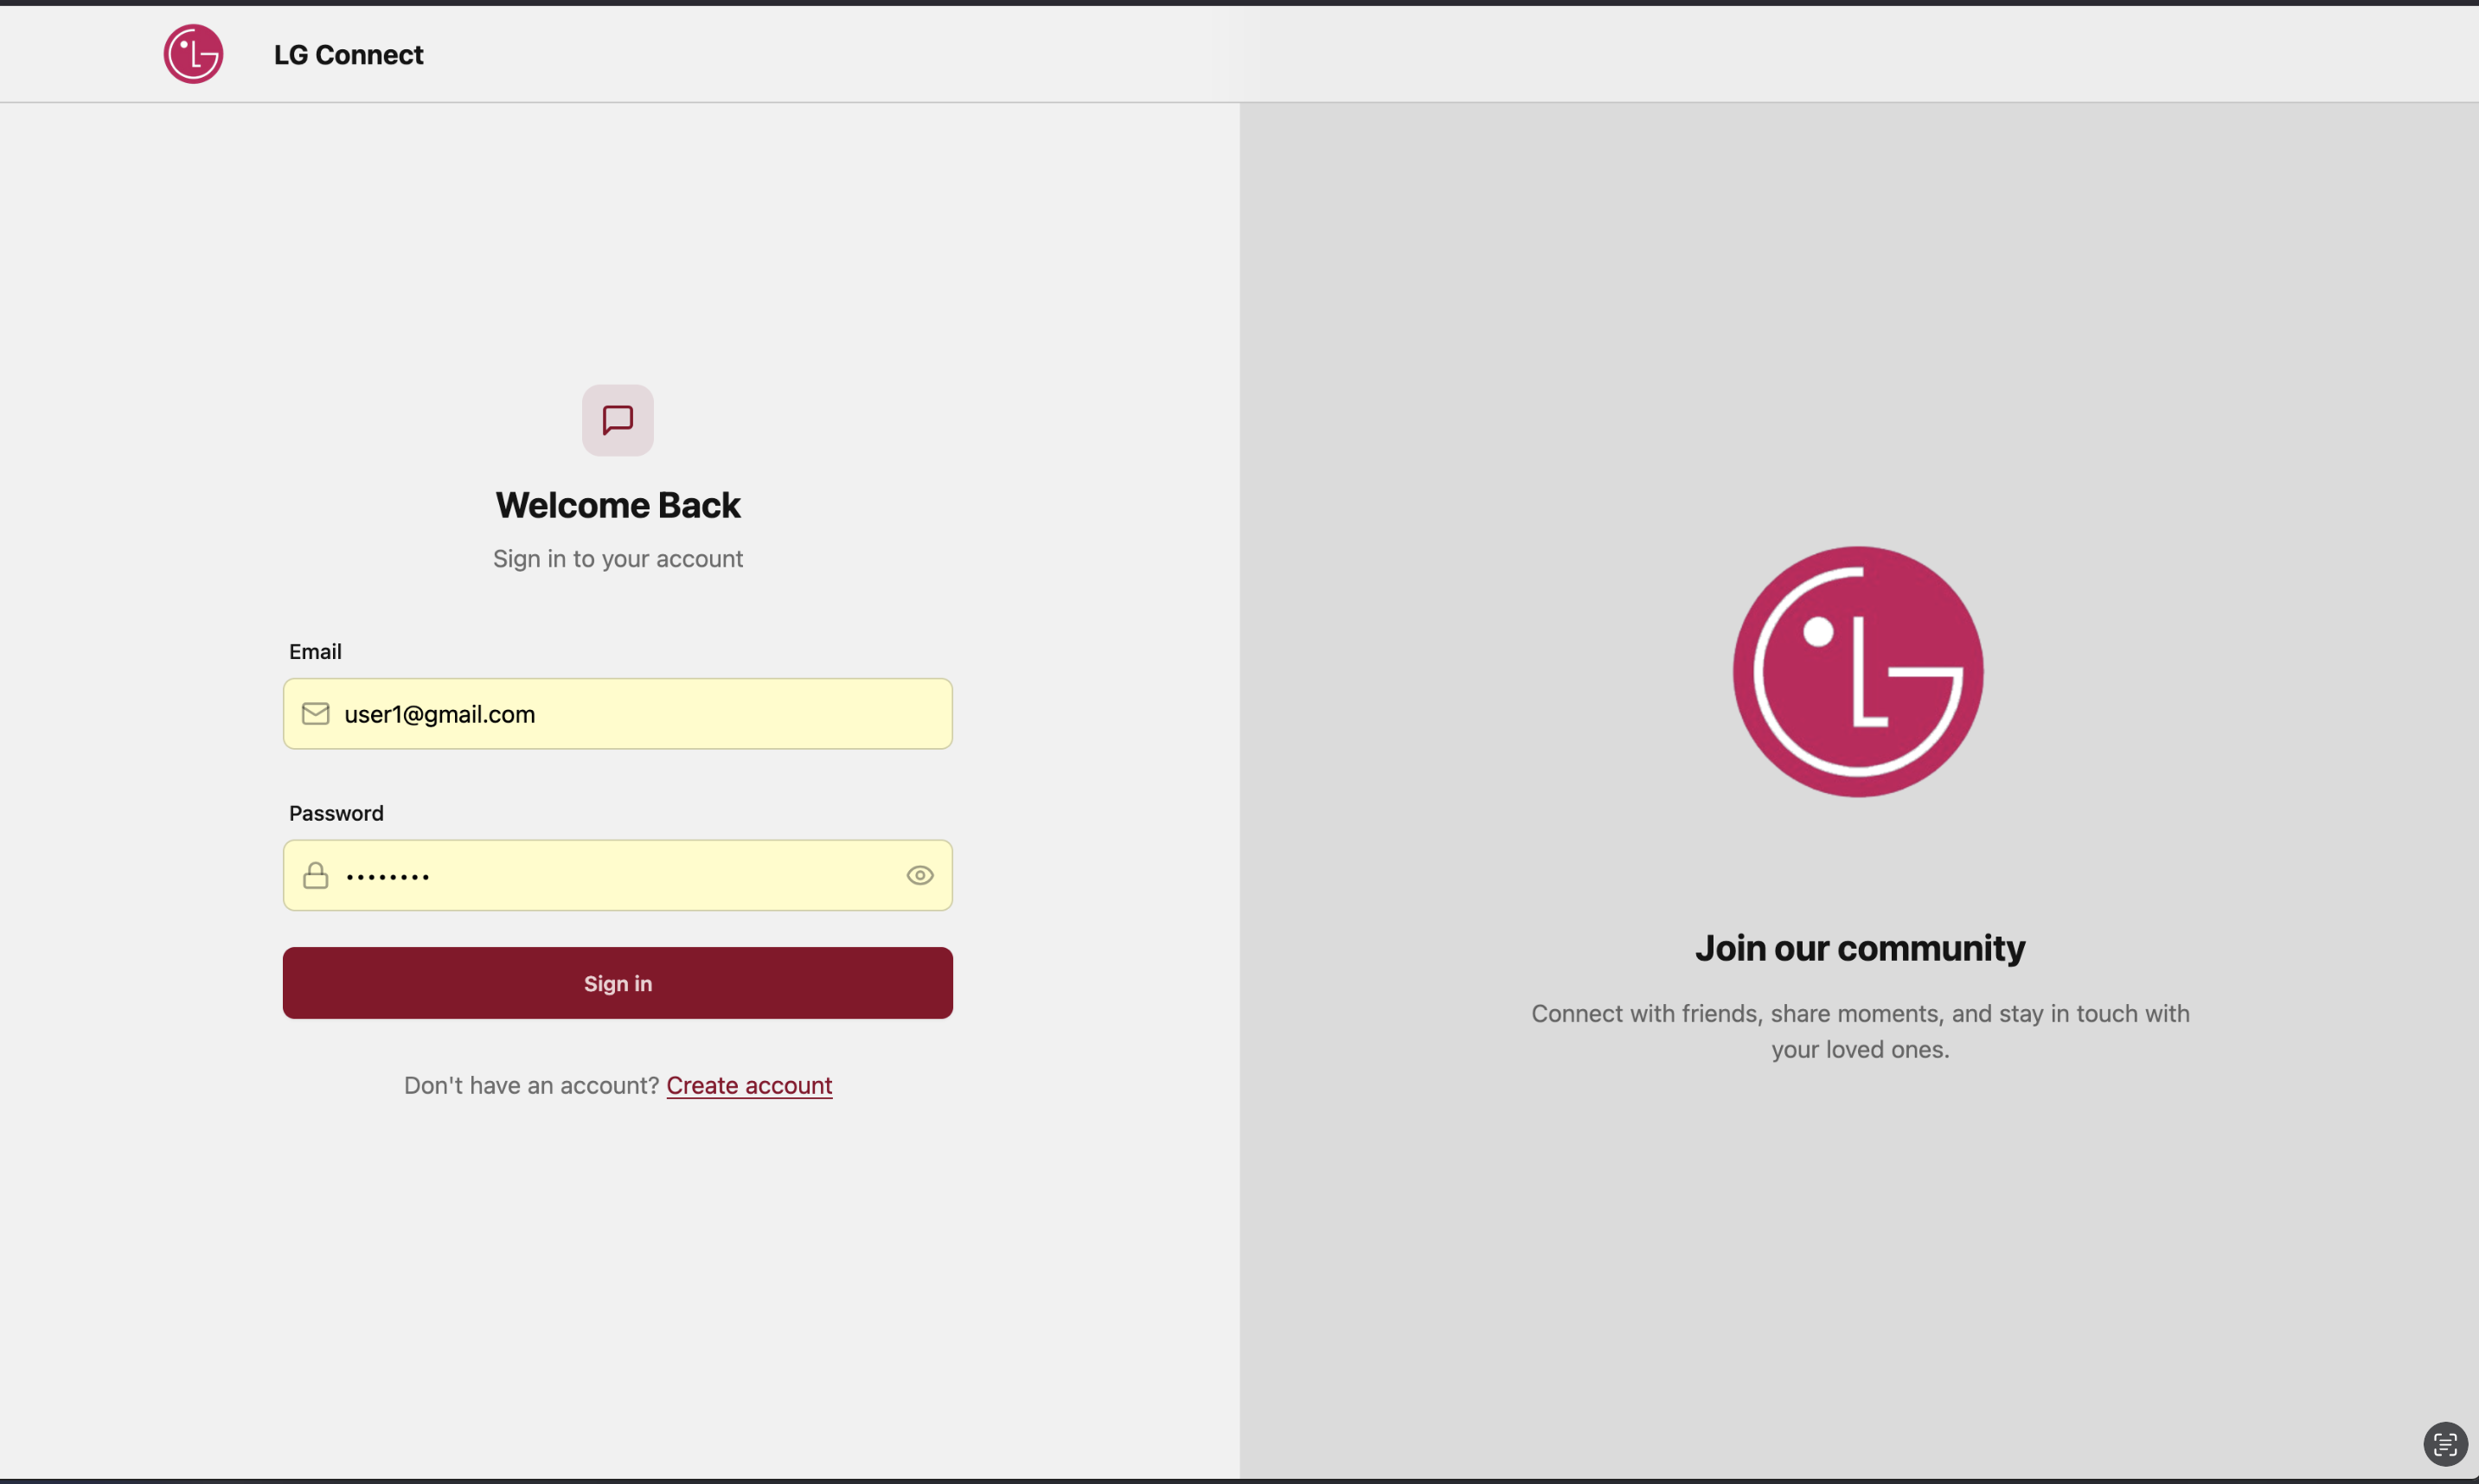 LG Connect
Welcome Back
Sign in to your account
Email
user1@gmail.com
Password
••••••••
Sign in
Don't have an account? Create account
LG
Join our community
Connect with friends, share moments, and stay in touch with
your loved ones.